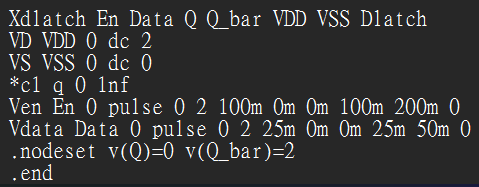 Xdlatch En Data Q Q_bar VDD VSS Dlatch
VD VDD 0 dc 2
VS VSS 0 dc 0
*c1 q 0 1nf
Ven En 0 pulse 0 2 100m 0m 0m 100m 200m 0
Vdata Data 0 pulse 0 2 25m 0m 0m 25m 50m 0
.nodeset v(Q)=0 v(Q_bar)=2
.end